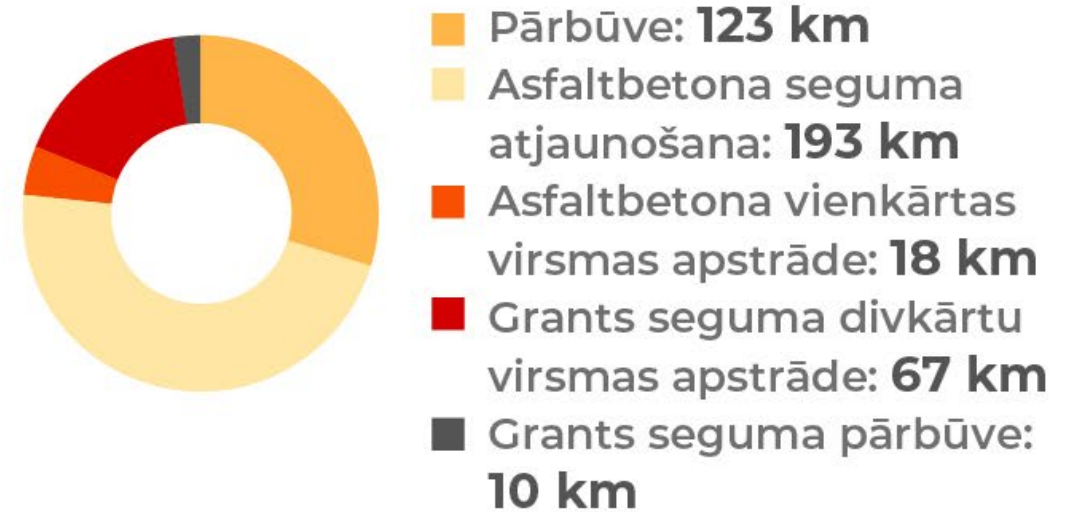 Pārbūve: 123 km
Asfaltbetona seguma
atjaunošana: 193 km
Asfaltbetona vienkārtas
virsmas apstrāde: 18 km
Grants seguma divkārtu
virsmas apstrāde: 67 km
Grants seguma pārbūve:
10 km